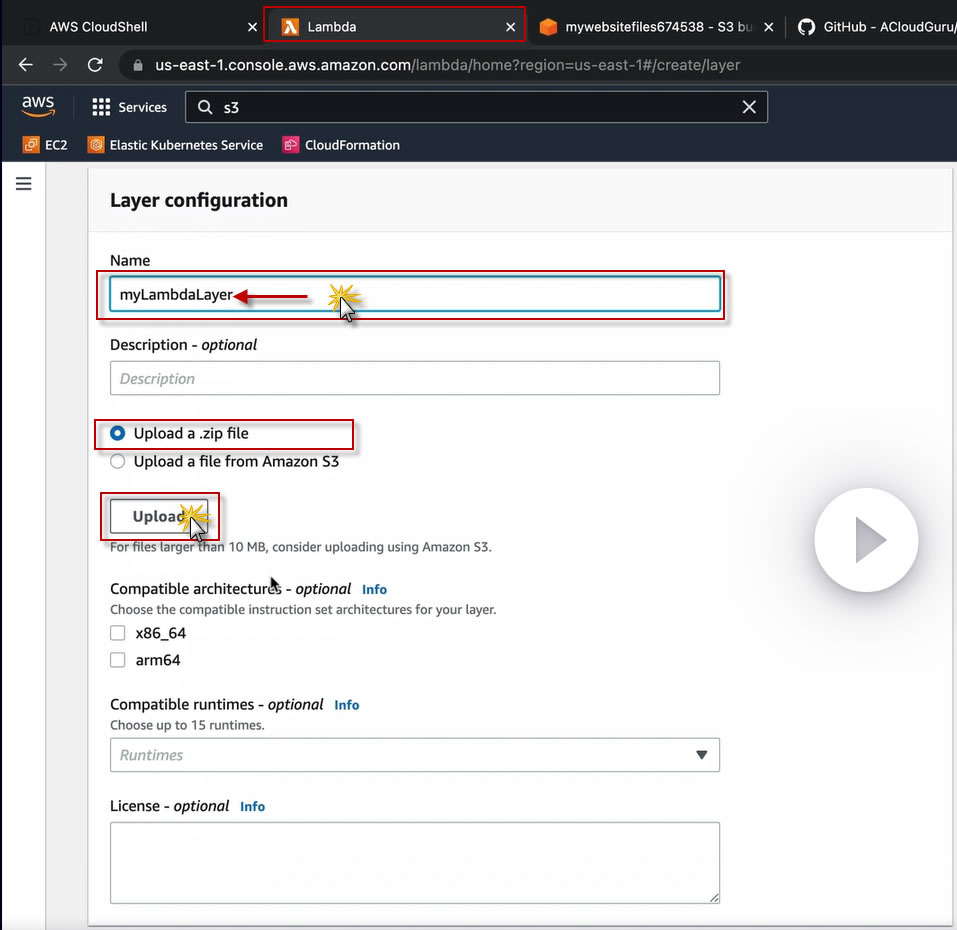 AWS CloudShell
Lambda
mywebsitefiles674538 - S3 bu
GitHub - ACloudGuru/
us-east-1.console.aws.amazon.com/lambda/home?region=us-east-1#/create/layer
aws
Services
s3
EC2
Elastic Kubernetes Service
CloudFormation
Layer configuration
Name
myLambdaLayer
Description - optional
Description
Upload a .zip file
Upload a file from Amazon S3
Upload
For files larger than 10 MB, consider uploading using Amazon S3.
Compatible architectures - optional Info
Choose the compatible instruction set architectures for your layer.
x86_64
arm64
Compatible runtimes - optional Info
Choose up to 15 runtimes.
Runtimes
License - optional Info